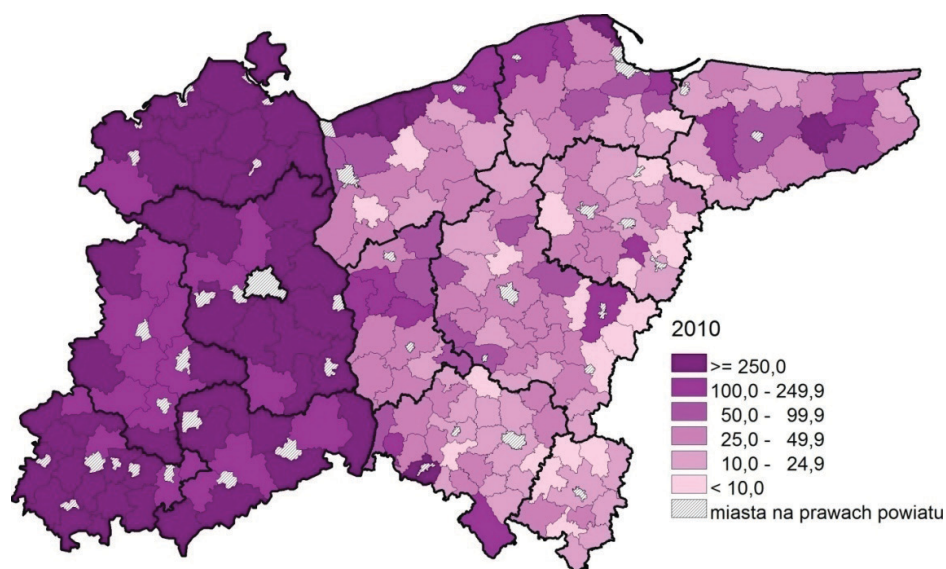 2010
>= 250,0
100,0 - 249,9
50,0 - 99,9
25,0 - 49,9
10,0 - 24,9
< 10,0
miasta na prawach powiatu